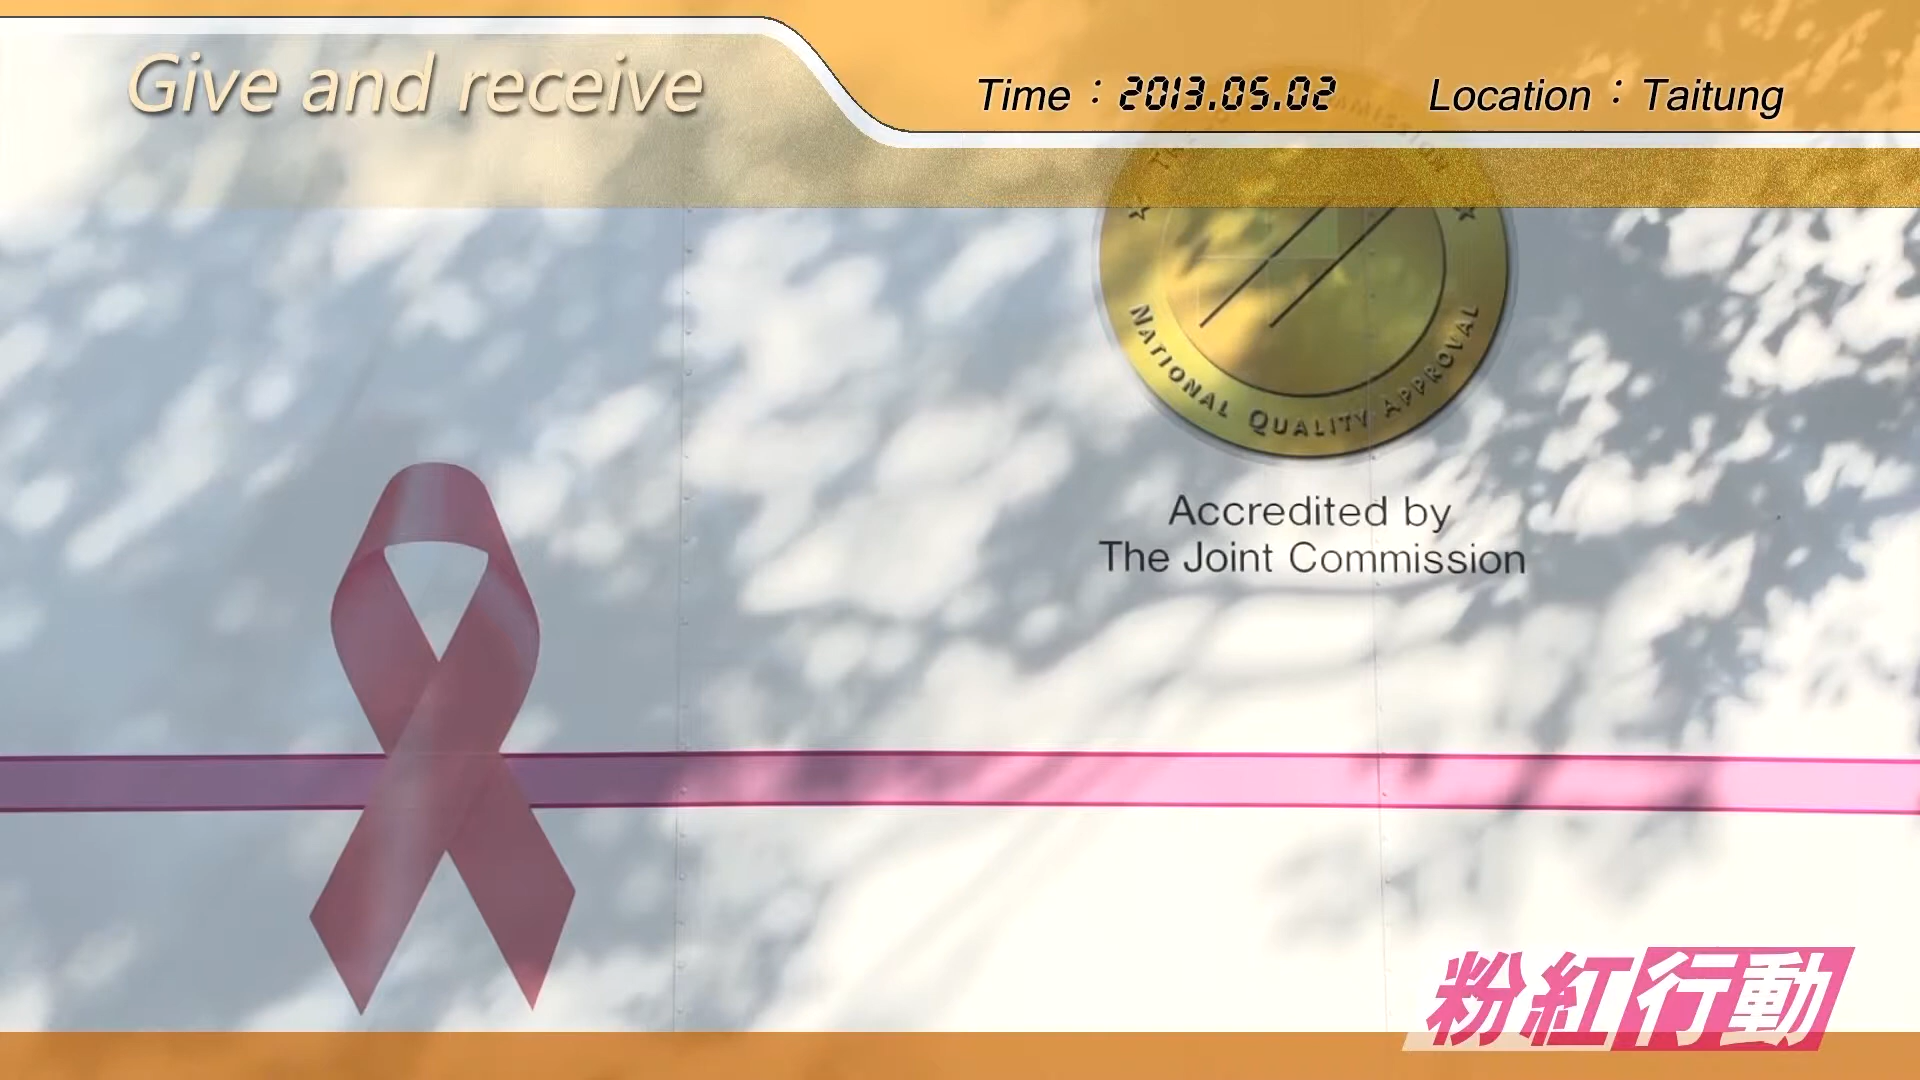 Give and receive
Time：2013.05.02
Location：Taitung
NATIONAL QUALITY APPROVAL
Accredited by
The Joint Commission
粉紅行動